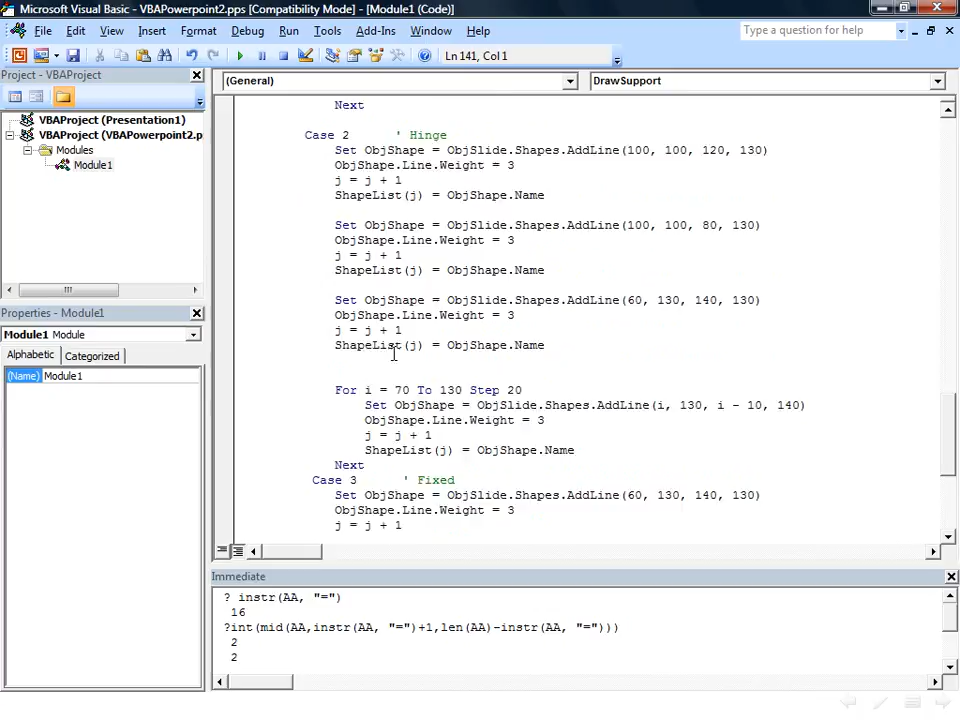 Microsoft Visual Basic - VBAPowerpoint2.pps [Compatibility Mode] - [Module1 (Code)]
File Edit View Insert Format Debug Run Tools Add-Ins Window Help
Type a question for help
Ln 141, Col 1
Project - VBAProject
(General)
DrawSupport
VBAProject (Presentation1)
VBAProject (VBAPowerpoint2.p
Modules
Module1
Properties - Module1
Module1 Module
Alphabetic Categorized
(Name) Module1
Next
Case 2 ' Hinge
Set ObjShape = ObjSlide.Shapes.AddLine(100, 100, 120, 130)
ObjShape.Line.Weight = 3
j = j + 1
ShapeList(j) = ObjShape.Name
Set ObjShape = ObjSlide.Shapes.AddLine(100, 100, 80, 130)
ObjShape.Line.Weight = 3
j = j + 1
ShapeList(j) = ObjShape.Name
Set ObjShape = ObjSlide.Shapes.AddLine(60, 130, 140, 130)
ObjShape.Line.Weight = 3
j = j + 1
ShapeList(j) = ObjShape.Name
For i = 70 To 130 Step 20
Set ObjShape = ObjSlide.Shapes.AddLine(i, 130, i - 10, 140)
ObjShape.Line.Weight = 3
j = j + 1
ShapeList(j) = ObjShape.Name
Next
Case 3 ' Fixed
Set ObjShape = ObjSlide.Shapes.AddLine(60, 130, 140, 130)
ObjShape.Line.Weight = 3
j = j + 1
Immediate
? instr(AA, "=")
16
?int(mid(AA,instr(AA, "=")+1,len(AA)-instr(AA, "=")))
2
2